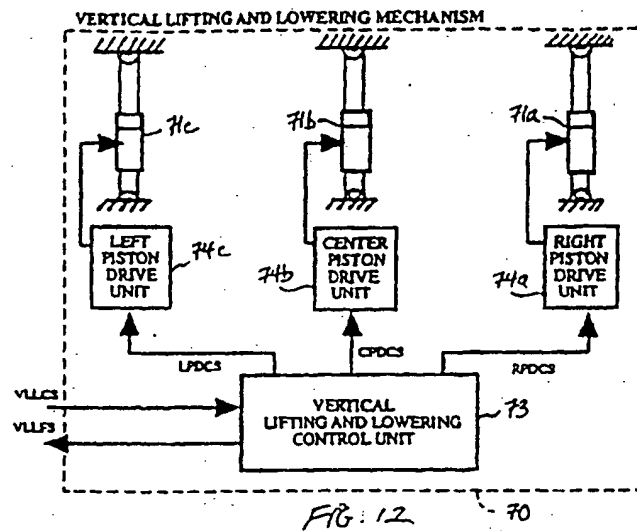 VERTICAL LIFTING AND LOWERING MECHANISM
71c
71b
71a
LEFT
PISTON
DRIVE
UNIT
74c
CENTER
PISTON
DRIVE
UNIT
74b
RIGHT
PISTON
DRIVE
UNIT
74a
LPDCS
CPDCS
RPDCS
VLLCS
VLLFS
VERTICAL
LIFTING AND LOWERING
CONTROL UNIT
73
70
FIG. 12